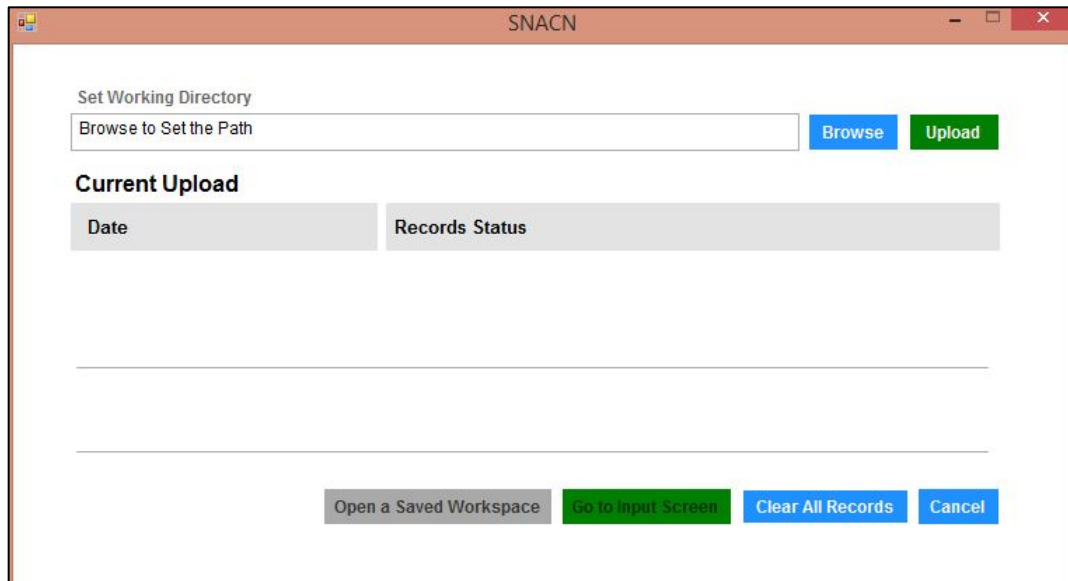 SNACN
Set Working Directory
Browse to Set the Path Browse Upload
Current Upload
Date Records Status
Open a Saved Workspace Go to Input Screen Clear All Records Cancel